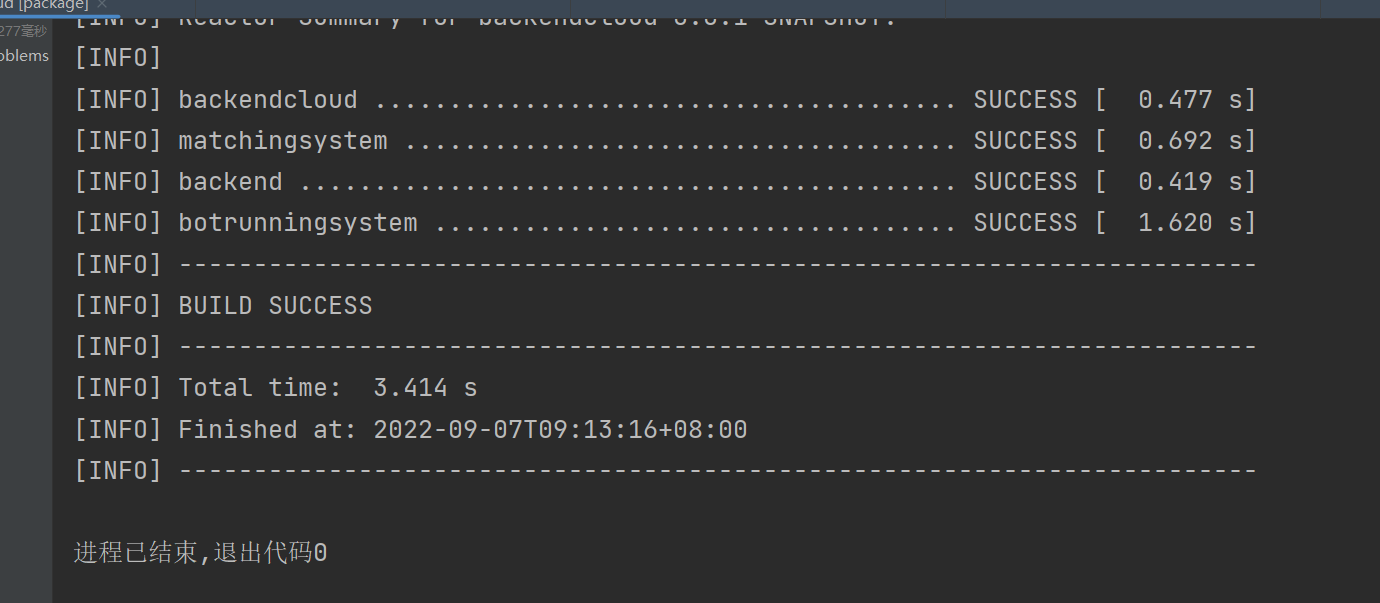 [package]
277毫秒
[INFO] Reactor Summary for backendcloud 0.0.1-SNAPSHOT:
[INFO]
oblems
[INFO] backendcloud ....................................... SUCCESS [  0.477 s]
[INFO] matchingsystem ..................................... SUCCESS [  0.692 s]
[INFO] backend ............................................ SUCCESS [  0.419 s]
[INFO] botrunningsystem ................................... SUCCESS [  1.620 s]
[INFO] ------------------------------------------------------------------------
[INFO] BUILD SUCCESS
[INFO] ------------------------------------------------------------------------
[INFO] Total time:  3.414 s
[INFO] Finished at: 2022-09-07T09:13:16+08:00
[INFO] ------------------------------------------------------------------------
进程已结束,退出代码0